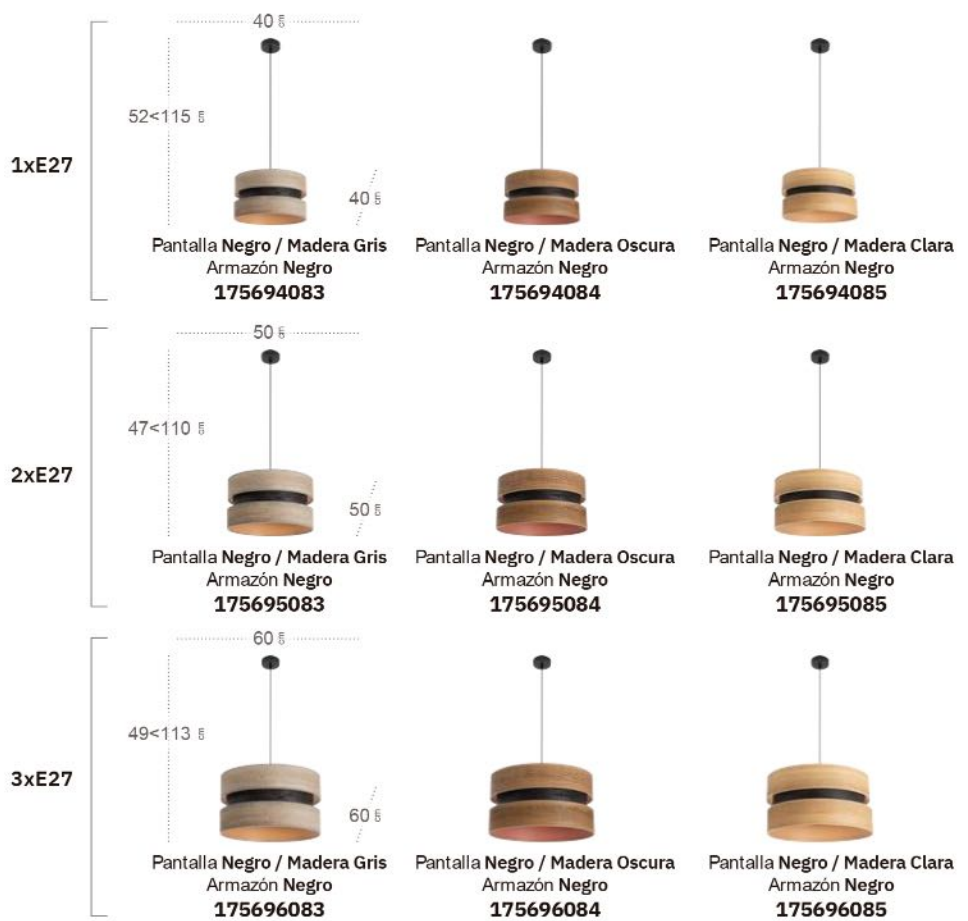 40 cm
52<115 cm
1xE27
40 cm
Pantalla Negro / Madera Gris
Armazón Negro
175694083
Pantalla Negro / Madera Oscura
Armazón Negro
175694084
Pantalla Negro / Madera Clara
Armazón Negro
175694085
50 cm
47<110 cm
2xE27
50 cm
Pantalla Negro / Madera Gris
Armazón Negro
175695083
Pantalla Negro / Madera Oscura
Armazón Negro
175695084
Pantalla Negro / Madera Clara
Armazón Negro
175695085
60 cm
49<113 cm
3xE27
60 cm
Pantalla Negro / Madera Gris
Armazón Negro
175696083
Pantalla Negro / Madera Oscura
Armazón Negro
175696084
Pantalla Negro / Madera Clara
Armazón Negro
175696085